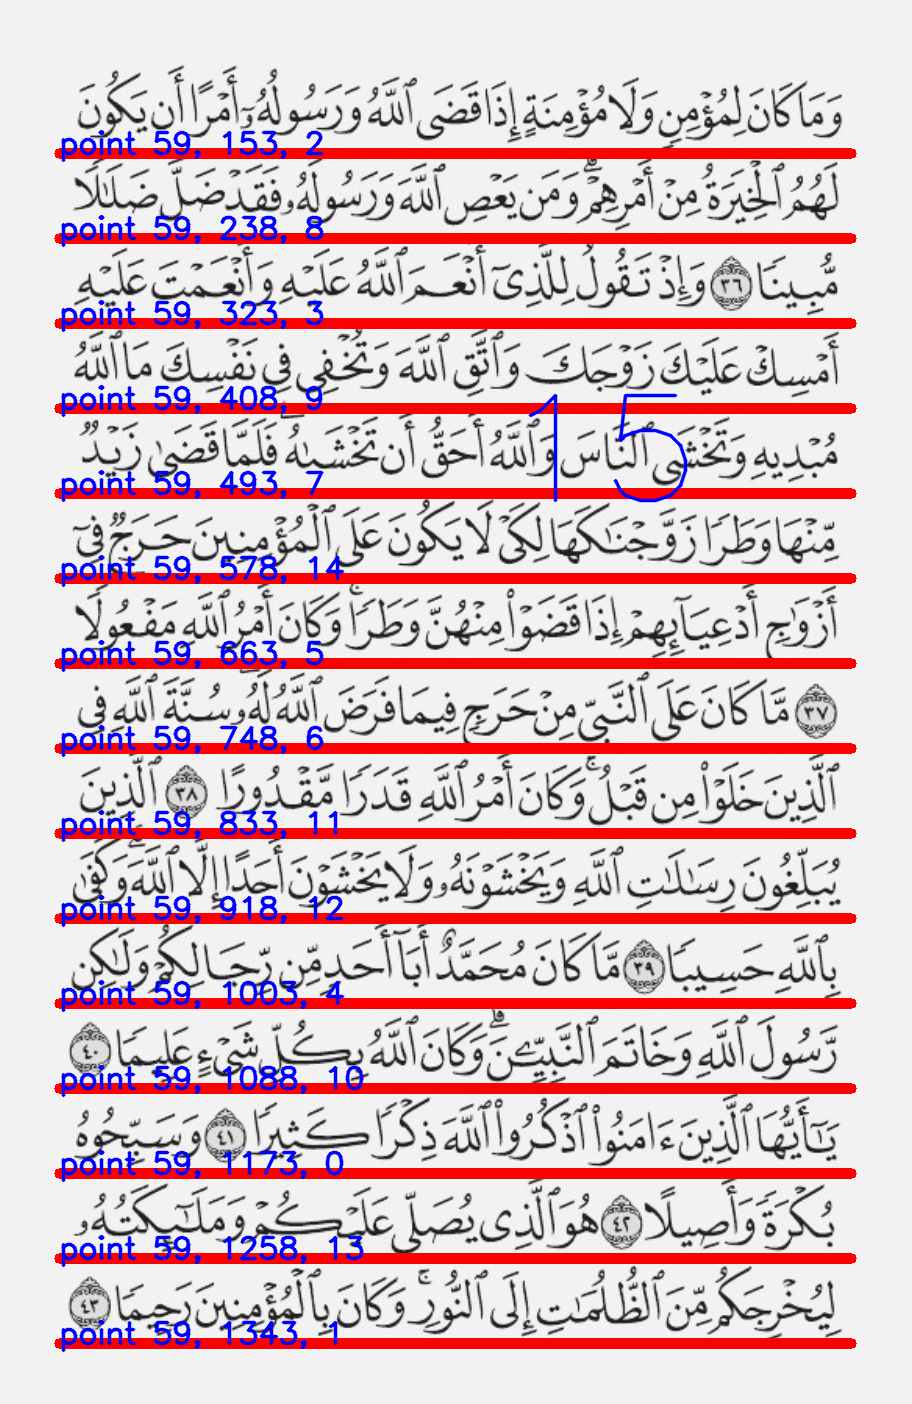 وَمَا كَانَ لِمُؤْمِنٍ وَلَا مُؤْمِنَةٍ إِذَا قَضَى ٱللَّهُ وَرَسُولُهُۥٓ أَمْرًا أَن يَكُونَ
point 59, 153, 2
لَهُمُ ٱلْخِيَرَةُ مِنْ أَمْرِهِمْ ۗ وَمَن يَعْصِ ٱللَّهَ وَرَسُولَهُۥ فَقَدْ ضَلَّ ضَلَٰلًا
point 59, 238, 8
مُّبِينًا ٣٦ وَإِذْ تَقُولُ لِلَّذِىٓ أَنْعَمَ ٱللَّهُ عَلَيْهِ وَأَنْعَمْتَ عَلَيْهِ
point 59, 323, 3
أَمْسِكْ عَلَيْكَ زَوْجَكَ وَٱتَّقِ ٱللَّهَ وَتُخْفِى فِى نَفْسِكَ مَا ٱللَّهُ
point 59, 408, 9
مُبْدِيهِ وَتَخْشَى ٱلنَّاسَ وَٱللَّهُ أَحَقُّ أَن تَخْشَىٰهُ ۖ فَلَمَّا قَضَىٰ زَيْدٌ
15
point 59, 493, 7
مِّنْهَا وَطَرًا زَوَّجْنَٰكَهَا لِكَىْ لَا يَكُونَ عَلَى ٱلْمُؤْمِنِينَ حَرَجٌ فِىٓ
point 59, 578, 14
أَزْوَٰجِ أَدْعِيَآئِهِمْ إِذَا قَضَوْا۟ مِنْهُنَّ وَطَرًا ۚ وَكَانَ أَمْرُ ٱللَّهِ مَفْعُولًا
point 59, 663, 5
٣٧ مَّا كَانَ عَلَى ٱلنَّبِىِّ مِنْ حَرَجٍ فِيمَا فَرَضَ ٱللَّهُ لَهُۥ ۖ سُنَّةَ ٱللَّهِ فِى
point 59, 748, 6
ٱلَّذِينَ خَلَوْا۟ مِن قَبْلُ ۚ وَكَانَ أَمْرُ ٱللَّهِ قَدَرًا مَّقْدُورًا ٣٨ ٱلَّذِينَ
point 59, 833, 11
يُبَلِّغُونَ رِسَٰلَٰتِ ٱللَّهِ وَيَخْشَوْنَهُۥ وَلَا يَخْشَوْنَ أَحَدًا إِلَّا ٱللَّهَ ۗ وَكَفَىٰ
point 59, 918, 12
بِٱللَّهِ حَسِيبًا ٣٩ مَّا كَانَ مُحَمَّدٌ أَبَآ أَحَدٍ مِّن رِّجَالِكُمْ وَلَٰكِن
point 59, 1003, 4
رَّسُولَ ٱللَّهِ وَخَاتَمَ ٱلنَّبِيِّـۧنَ ۗ وَكَانَ ٱللَّهُ بِكُلِّ شَىْءٍ عَلِيمًا ٤٠
point 59, 1088, 10
يَٰٓأَيُّهَا ٱلَّذِينَ ءَامَنُوا۟ ٱذْكُرُوا۟ ٱللَّهَ ذِكْرًا كَثِيرًا ٤١ وَسَبِّحُوهُ
point 59, 1173, 0
بُكْرَةً وَأَصِيلًا ٤٢ هُوَ ٱلَّذِى يُصَلِّى عَلَيْكُمْ وَمَلَٰٓئِكَتُهُۥ
point 59, 1258, 13
لِيُخْرِجَكُم مِّنَ ٱلظُّلُمَٰتِ إِلَى ٱلنُّورِ ۚ وَكَانَ بِٱلْمُؤْمِنِينَ رَحِيمًا ٤٣
point 59, 1343, 1